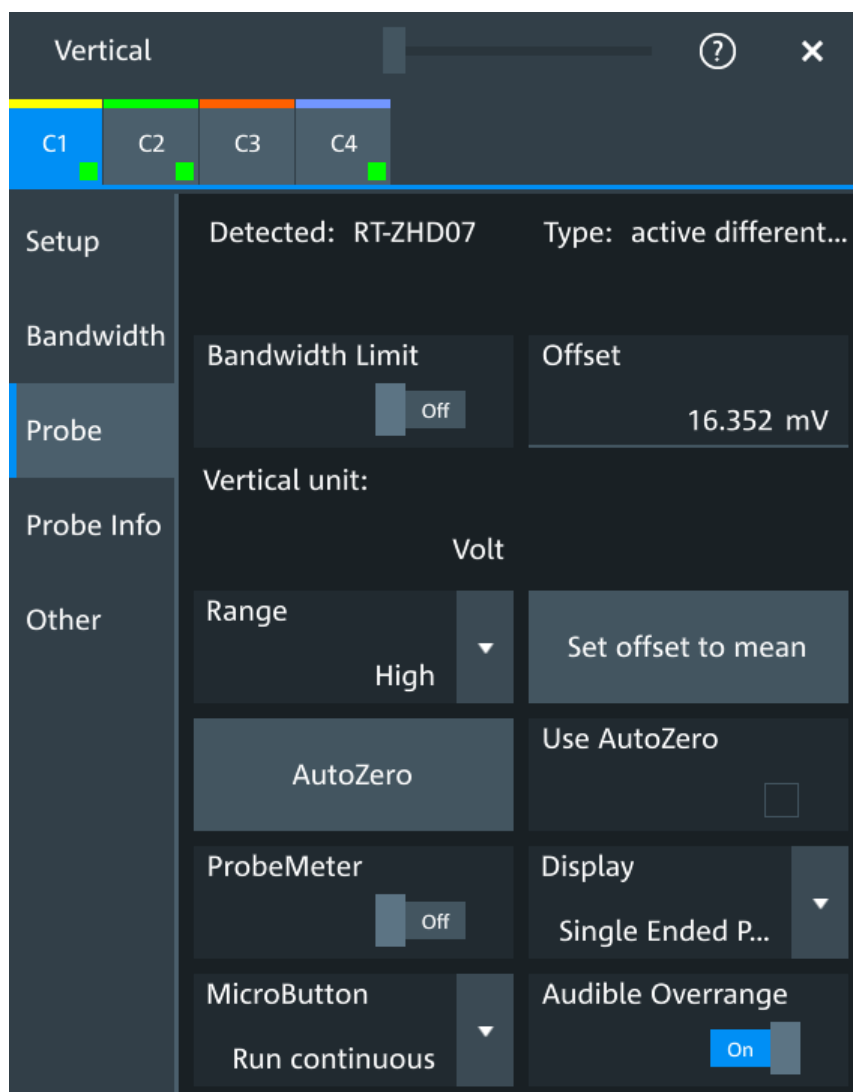 Vertical
?
C1 C2 C3 C4
Setup
Bandwidth
Probe
Probe Info
Other
Detected: RT-ZHD07 Type: active different...
Bandwidth Limit
Off
Offset
16.352 mV
Vertical unit:
Volt
Range
High
Set offset to mean
AutoZero
Use AutoZero
ProbeMeter
Off
Display
Single Ended P...
MicroButton
Run continuous
Audible Overrange
On